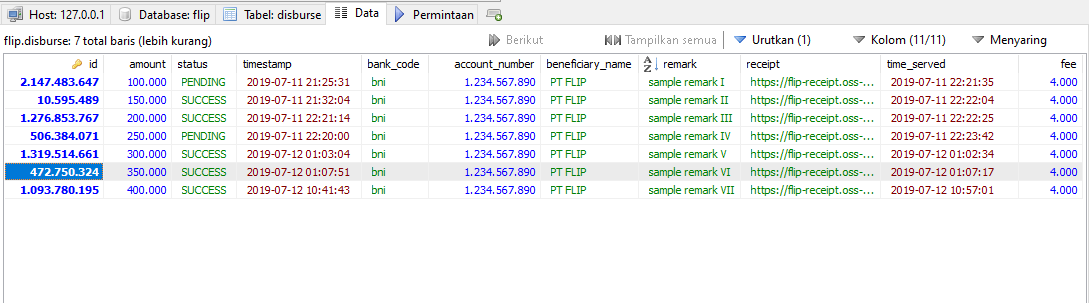 Host: 127.0.0.1 Database: flip Tabel: disburse Data Permintaan
flip.disburse: 7 total baris (lebih kurang) Berikut Tampilkan semua Urutkan (1) Kolom (11/11) Menyaring
id amount status timestamp bank_code account_number beneficiary_name remark receipt time_served fee
2.147.483.647 100.000 PENDING 2019-07-11 21:25:31 bni 1.234.567.890 PT FLIP sample remark I https://flip-receipt.oss-... 2019-07-11 22:21:35 4.000
10.595.489 150.000 SUCCESS 2019-07-11 21:32:04 bni 1.234.567.890 PT FLIP sample remark II https://flip-receipt.oss-... 2019-07-11 22:22:04 4.000
1.276.853.767 200.000 SUCCESS 2019-07-11 22:21:14 bni 1.234.567.890 PT FLIP sample remark III https://flip-receipt.oss-... 2019-07-11 22:22:25 4.000
506.384.071 250.000 PENDING 2019-07-11 22:20:00 bni 1.234.567.890 PT FLIP sample remark IV https://flip-receipt.oss-... 2019-07-11 22:23:42 4.000
1.319.514.661 300.000 SUCCESS 2019-07-12 01:03:04 bni 1.234.567.890 PT FLIP sample remark V https://flip-receipt.oss-... 2019-07-12 01:02:34 4.000
472.750.324 350.000 SUCCESS 2019-07-12 01:07:51 bni 1.234.567.890 PT FLIP sample remark VI https://flip-receipt.oss-... 2019-07-12 01:07:17 4.000
1.093.780.195 400.000 SUCCESS 2019-07-12 10:41:43 bni 1.234.567.890 PT FLIP sample remark VII https://flip-receipt.oss-... 2019-07-12 10:57:01 4.000